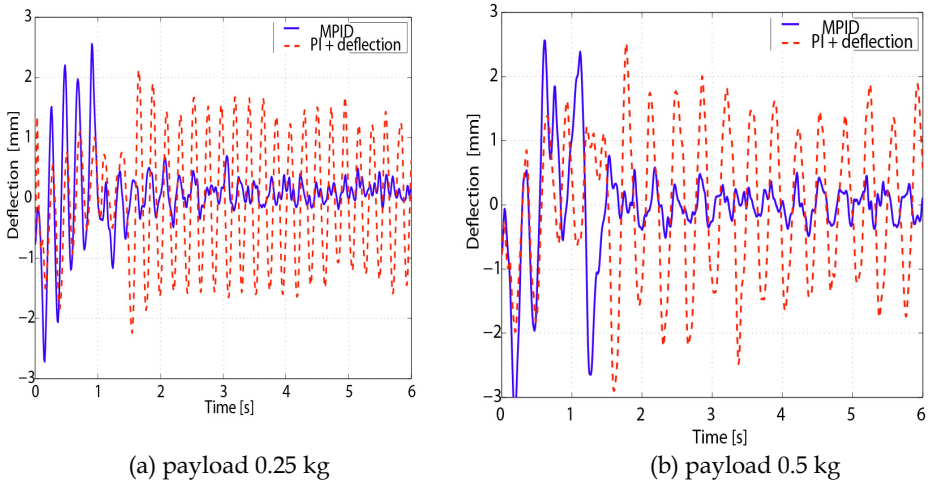 3
2
1
0
-1
-2
-3
Deflection [mm]
MPID
PI + deflection
0 1 2 3 4 5 6
Time [s]
(a) payload 0.25 kg
3
2
1
0
-1
-2
-3
Deflection [mm]
MPID
PI + deflection
0 1 2 3 4 5 6
Time [s]
(b) payload 0.5 kg